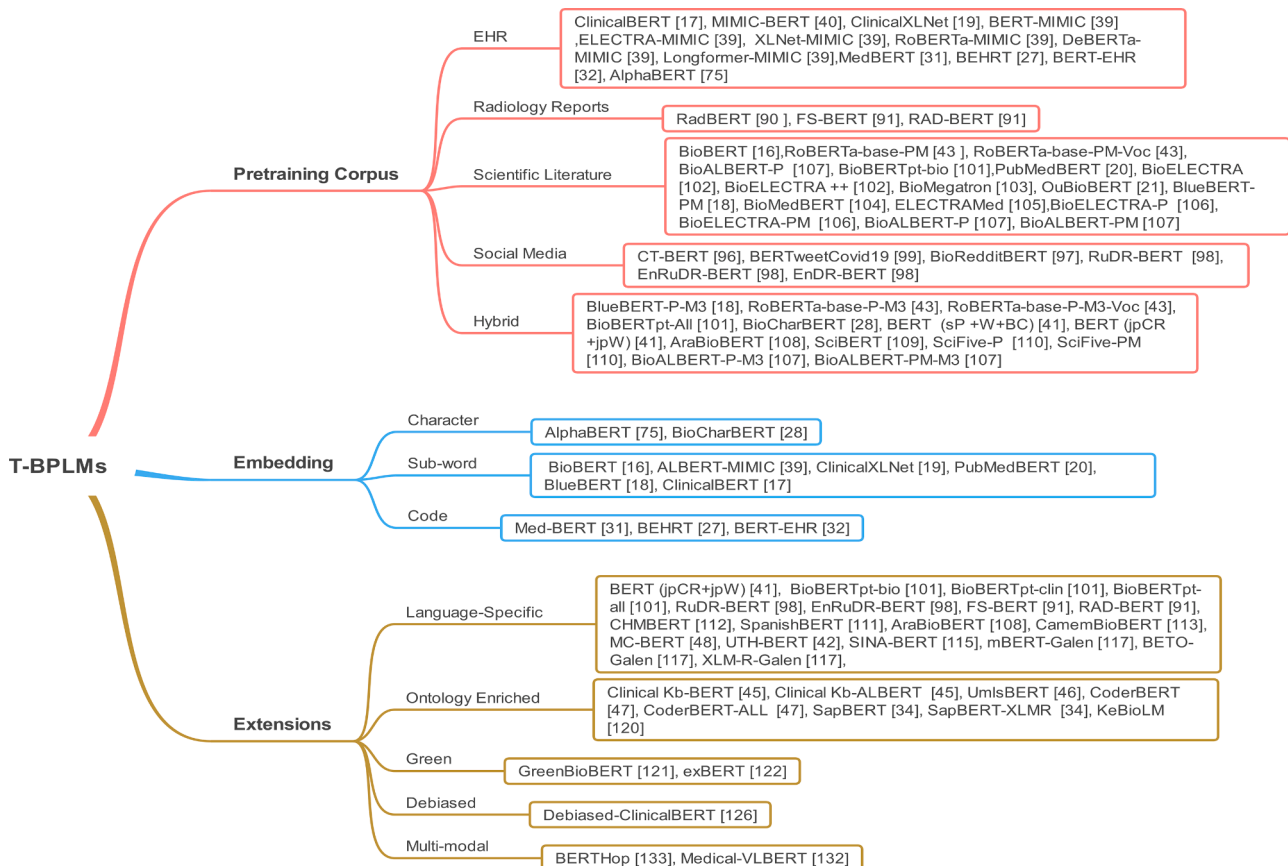 EHR
ClinicalBERT [17], MIMIC-BERT [40], ClinicalXLNet [19], BERT-MIMIC [39]
,ELECTRA-MIMIC [39], XLNet-MIMIC [39], RoBERTa-MIMIC [39], DeBERTa-
MIMIC [39], Longformer-MIMIC [39],MedBERT [31], BEHRT [27], BERT-EHR
[32], AlphaBERT [75]
Radiology Reports
RadBERT [90 ], FS-BERT [91], RAD-BERT [91]
Pretraining Corpus
Scientific Literature
BioBERT [16],RoBERTa-base-PM [43 ], RoBERTa-base-PM-Voc [43],
BioALBERT-P [107], BioBERTpt-bio [101],PubMedBERT [20], BioELECTRA
[102], BioELECTRA ++ [102], BioMegatron [103], OuBioBERT [21], BlueBERT-
PM [18], BioMedBERT [104], ELECTRAMed [105],BioELECTRA-P [106],
BioELECTRA-PM [106], BioALBERT-P [107], BioALBERT-PM [107]
Social Media
CT-BERT [96], BERTweetCovid19 [99], BioRedditBERT [97], RuDR-BERT [98],
EnRuDR-BERT [98], EnDR-BERT [98]
Hybrid
BlueBERT-P-M3 [18], RoBERTa-base-P-M3 [43], RoBERTa-base-P-M3-Voc [43],
BioBERTpt-All [101], BioCharBERT [28], BERT (sP +W+BC) [41], BERT (jpCR
+jpW) [41], AraBioBERT [108], SciBERT [109], SciFive-P [110], SciFive-PM
[110], BioALBERT-P-M3 [107], BioALBERT-PM-M3 [107]
T-BPLMs
Embedding
Character
AlphaBERT [75], BioCharBERT [28]
Sub-word
BioBERT [16], ALBERT-MIMIC [39], ClinicalXLNet [19], PubMedBERT [20],
BlueBERT [18], ClinicalBERT [17]
Code
Med-BERT [31], BEHRT [27], BERT-EHR [32]
Extensions
Language-Specific
BERT (jpCR+jpW) [41], BioBERTpt-bio [101], BioBERTpt-clin [101], BioBERTpt-
all [101], RuDR-BERT [98], EnRuDR-BERT [98], FS-BERT [91], RAD-BERT [91],
CHMBERT [112], SpanishBERT [111], AraBioBERT [108], CamemBioBERT [113],
MC-BERT [48], UTH-BERT [42], SINA-BERT [115], mBERT-Galen [117], BETO-
Galen [117], XLM-R-Galen [117],
Ontology Enriched
Clinical Kb-BERT [45], Clinical Kb-ALBERT [45], UmlsBERT [46], CoderBERT
[47], CoderBERT-ALL [47], SapBERT [34], SapBERT-XLMR [34], KeBioLM
[120]
Green
GreenBioBERT [121], exBERT [122]
Debiased
Debiased-ClinicalBERT [126]
Multi-modal
BERTHop [133], Medical-VLBERT [132]